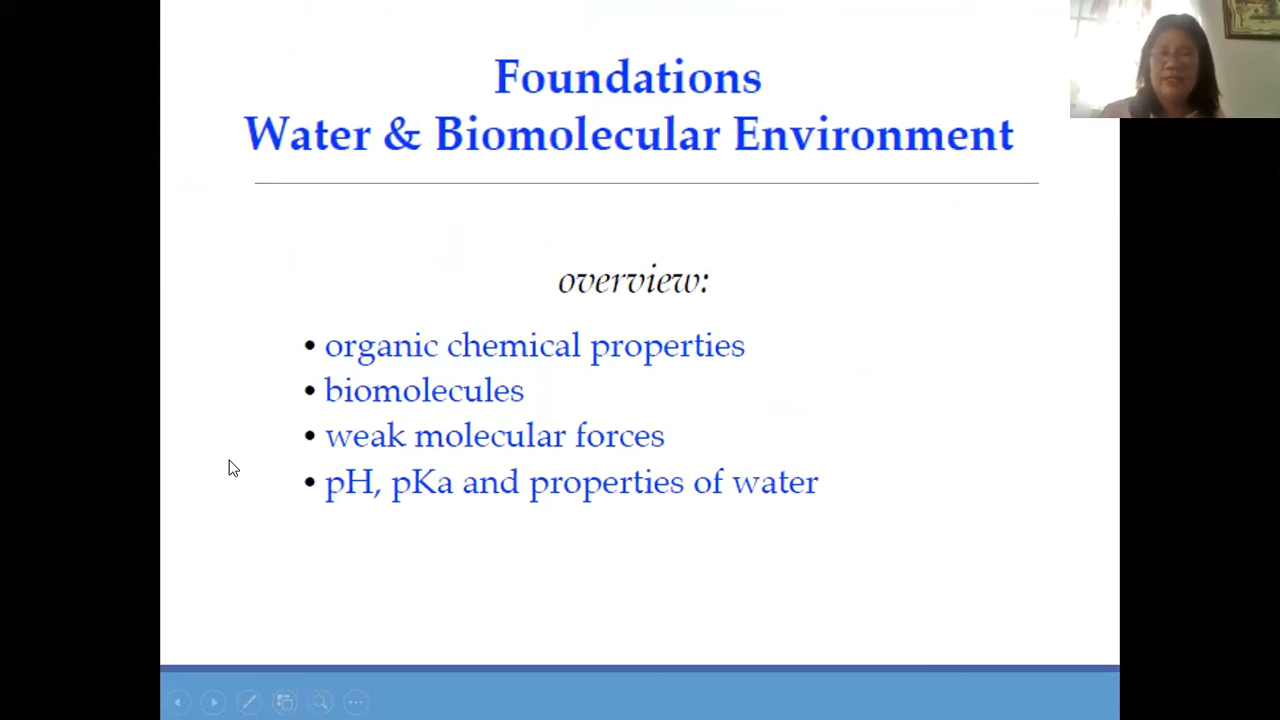 Foundations
Water & Biomolecular Environment
overview:
• organic chemical properties
• biomolecules
• weak molecular forces
• pH, pKa and properties of water